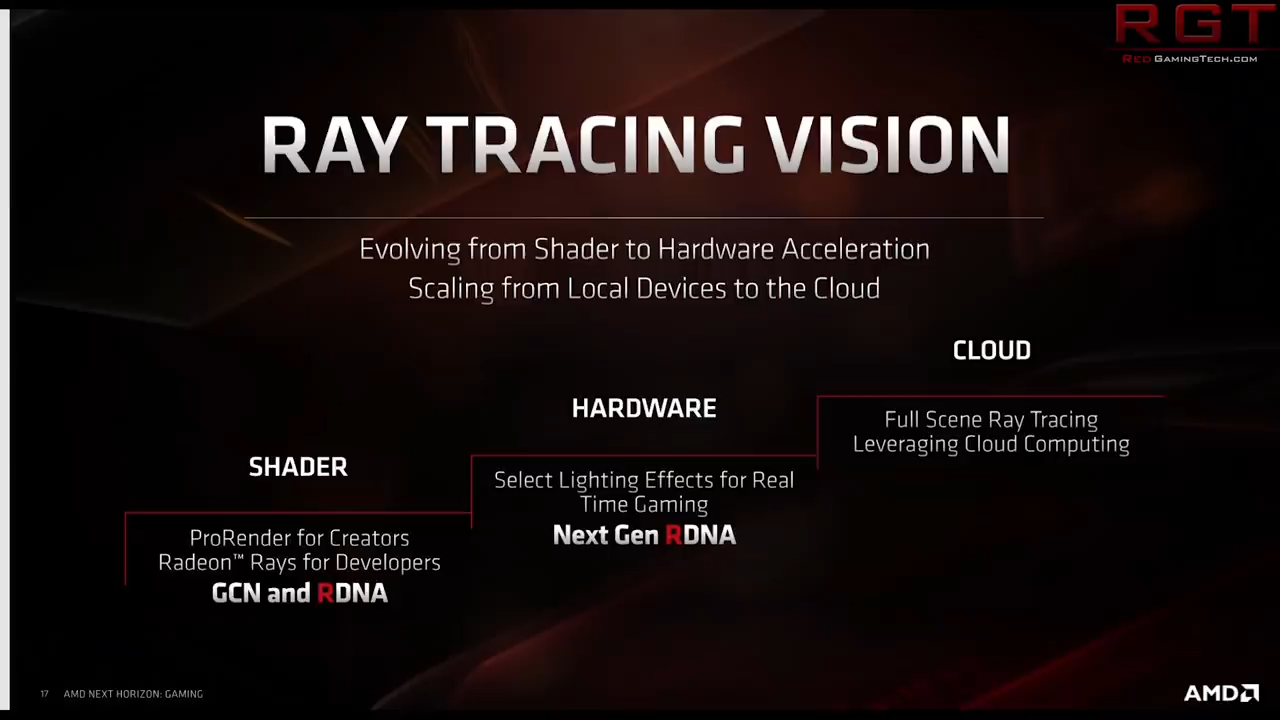 RGT
RedGamingTech.com
RAY TRACING VISION
Evolving from Shader to Hardware Acceleration
Scaling from Local Devices to the Cloud
CLOUD
Full Scene Ray Tracing
Leveraging Cloud Computing
HARDWARE
Select Lighting Effects for Real
Time Gaming
Next Gen RDNA
SHADER
ProRender for Creators
Radeon™ Rays for Developers
GCN and RDNA
17 AMD NEXT HORIZON: GAMING
AMD